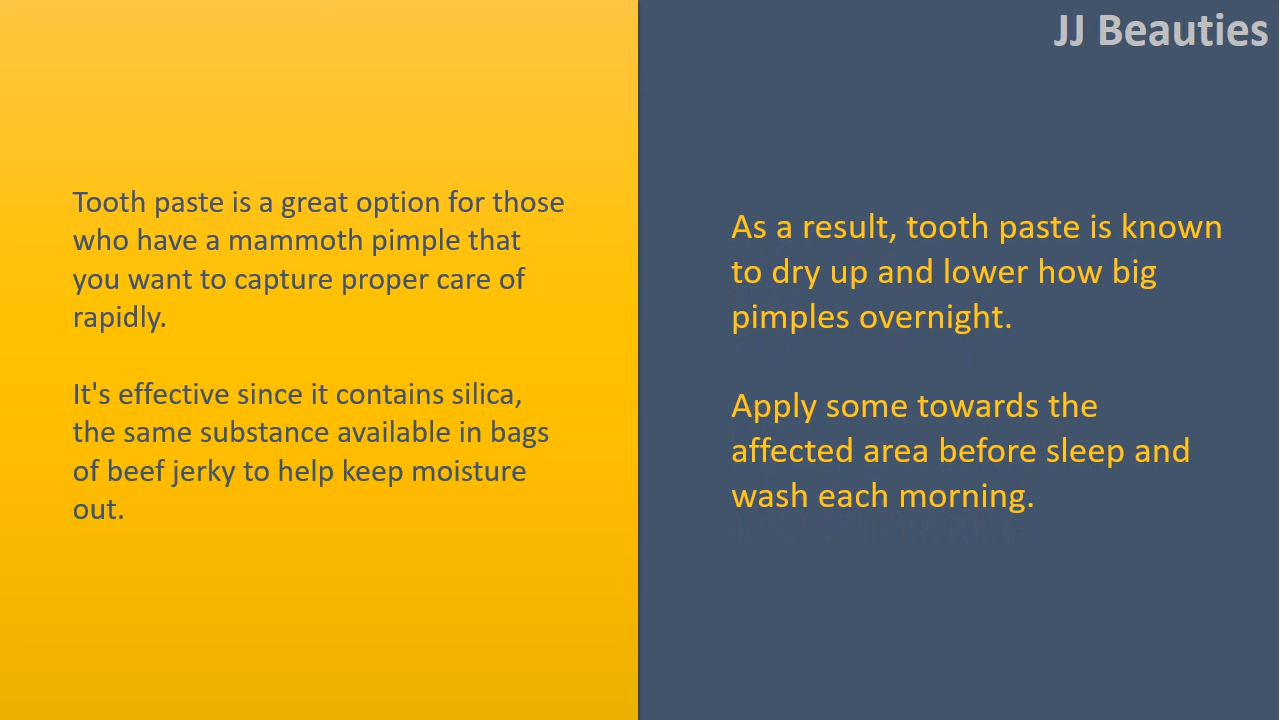 JJ Beauties
Tooth paste is a great option for those
who have a mammoth pimple that
you want to capture proper care of
rapidly.
It's effective since it contains silica,
the same substance available in bags
of beef jerky to help keep moisture
out.
As a result, tooth paste is known
to dry up and lower how big
pimples overnight.
Apply some towards the
affected area before sleep and
wash each morning.